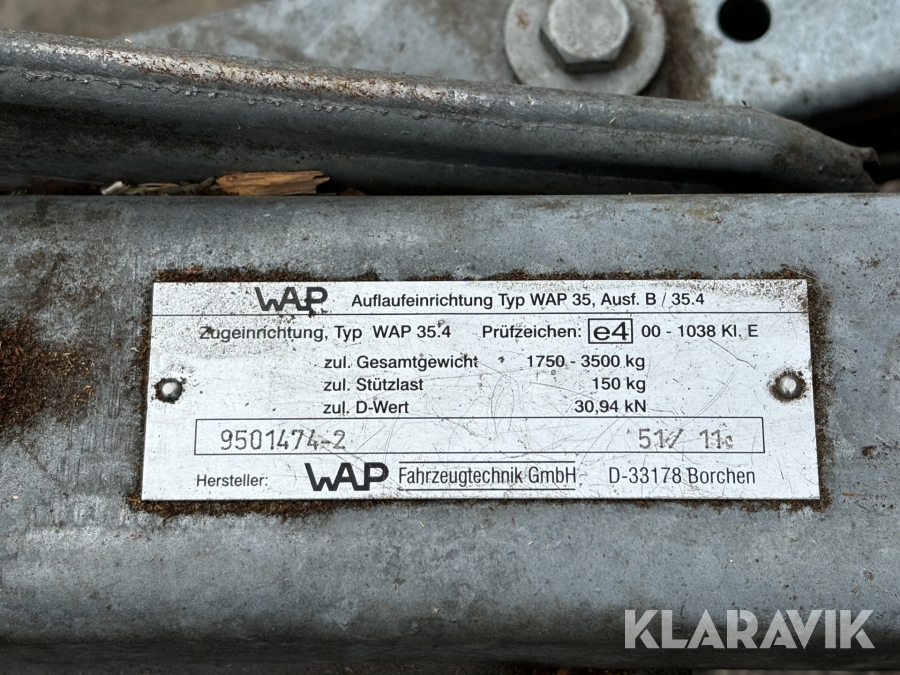 WAP Auflaufeinrichtung Typ WAP 35, Ausf. B / 35.4
Zugeinrichtung, Typ WAP 35.4 Prüfzeichen: e4 00 - 1038 Kl. E
zul. Gesamtgewicht 1750 - 3500 kg
zul. Stützlast 150 kg
zul. D-Wert 30,94 kN
9501474-2 51/ 11
Hersteller: WAP Fahrzeugtechnik GmbH D-33178 Borchen
KLARAVIK